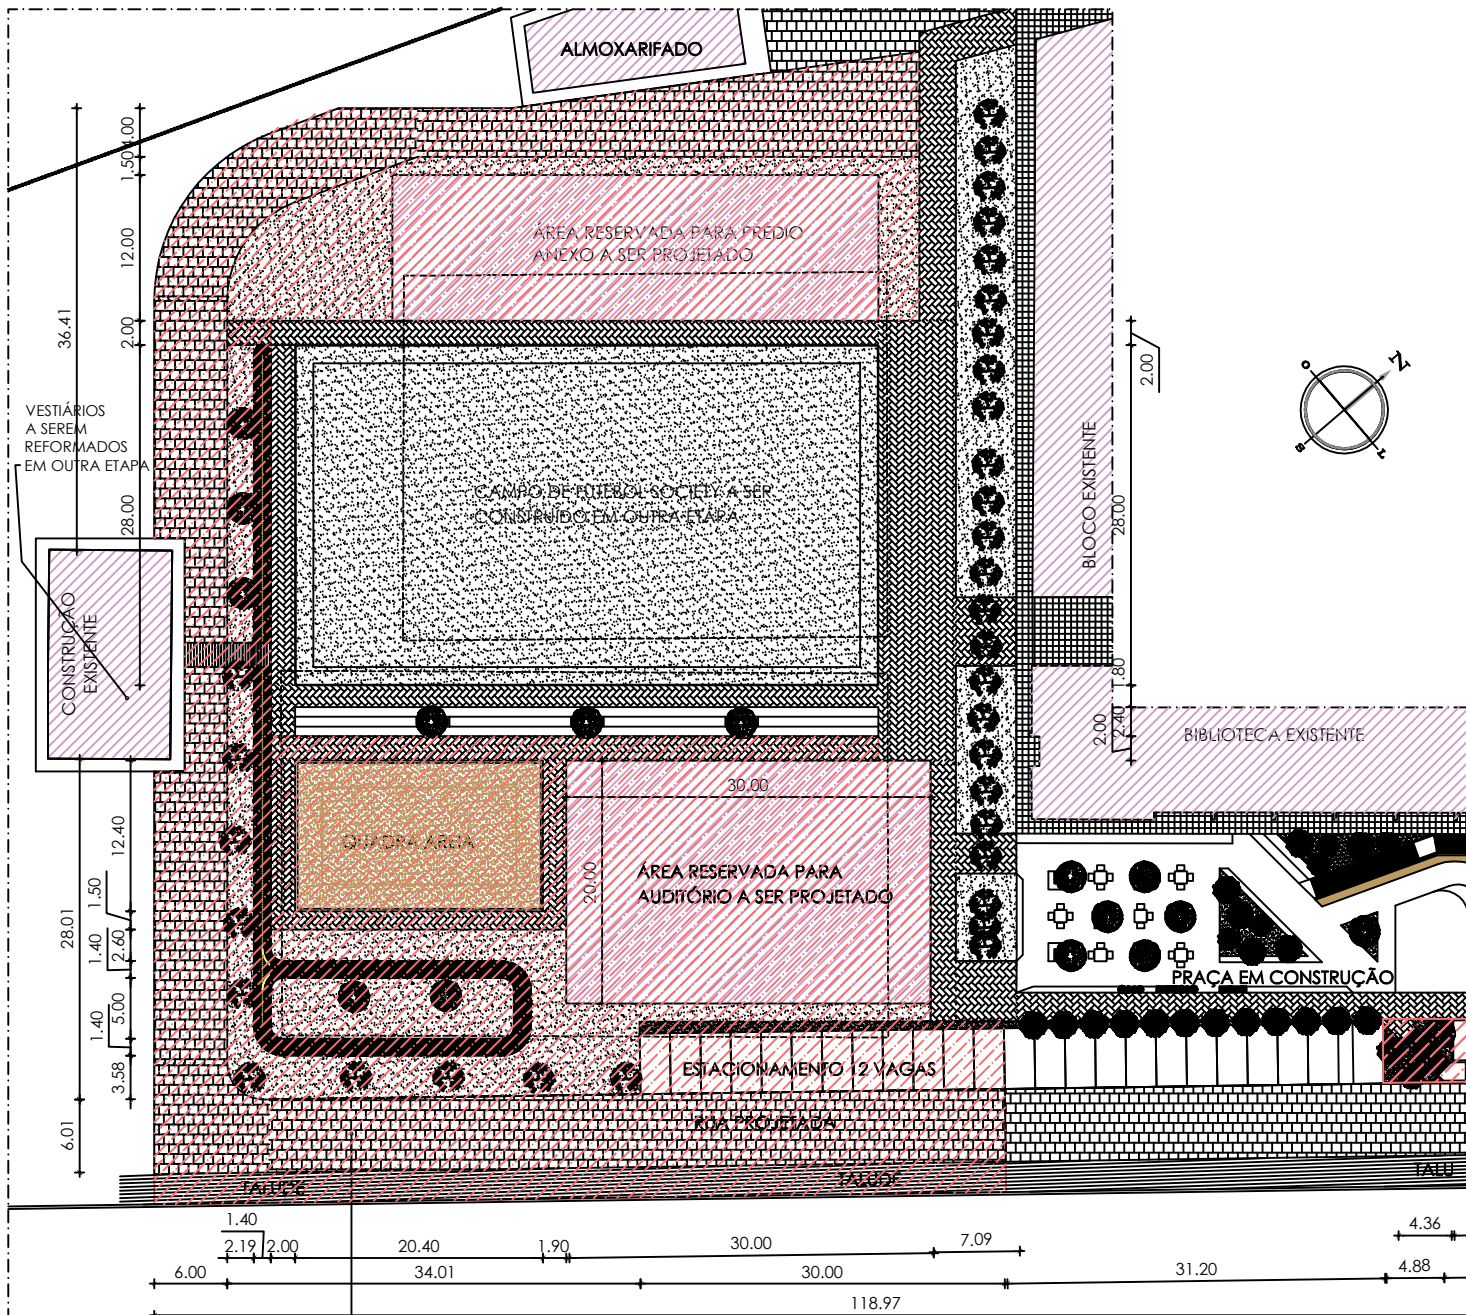 ALMOXARIFADO
ÁREA RESERVADA PARA PRÉDIO
ANEXO A SER PROJETADO
VESTIÁRIOS
A SEREM
REFORMADOS
EM OUTRA ETAPA
CAMPO DE FUTEBOL SOCIETY A SER
CONSTRUÍDO EM OUTRA ETAPA
CONSTRUÇÃO
EXISTENTE
BLOCO EXISTENTE
BIBLIOTECA EXISTENTE
QUADRA AREIA
ÁREA RESERVADA PARA
AUDITÓRIO A SER PROJETADO
PRAÇA EM CONSTRUÇÃO
ESTACIONAMENTO 12 VAGAS
RUA PROJETADA
TALUDE
TALUDE
TALU
N
O
S
L
4.00
1.50
12.00
2.00
36.41
28.00
12.40
1.50
28.01
1.40
2.60
5.00
1.40
3.58
6.01
30.00
20.00
2.00
28.00
1.80
2.00
2.40
1.40
2.19
2.00
20.40
1.90
30.00
7.09
4.36
6.00
34.01
30.00
31.20
4.88
118.97